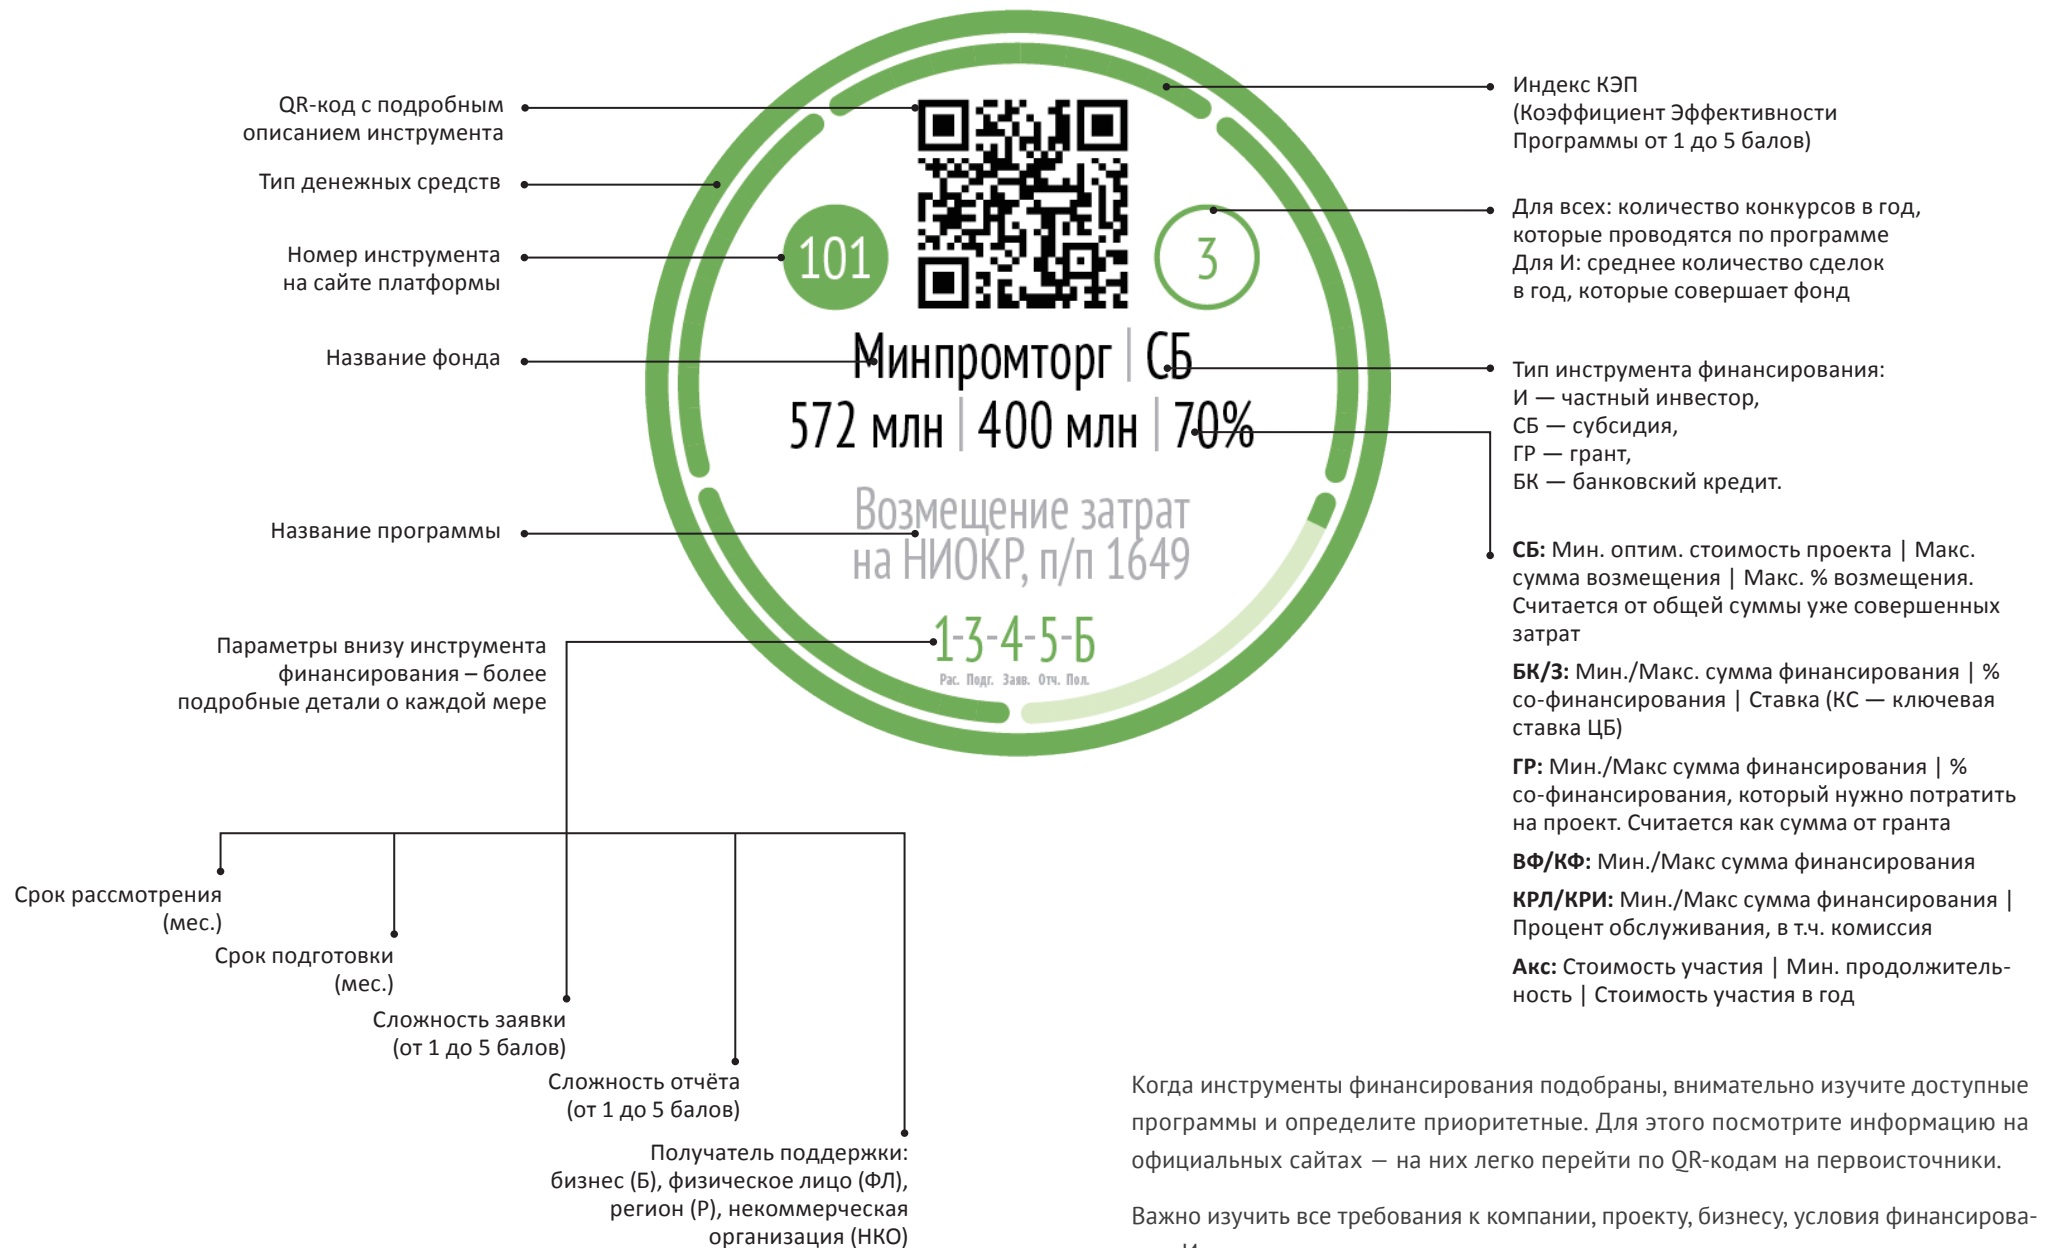 QR-код с подробным
описанием инструмента
Тип денежных средств
Номер инструмента
на сайте платформы
Название фонда
Название программы
Параметры внизу инструмента
финансирования – более
подробные детали о каждой мере
101
3
Минпромторг | СБ
572 млн | 400 млн | 70%
Возмещение затрат
на НИОКР, п/п 1649
1-3-4-5-Б
Рас. Подг. Заяв. Отч. Пол.
Индекс КЭП
(Коэффициент Эффективности
Программы от 1 до 5 балов)
Для всех: количество конкурсов в год,
которые проводятся по программе
Для И: среднее количество сделок
в год, которые совершает фонд
Тип инструмента финансирования:
И — частный инвестор,
СБ — субсидия,
ГР — грант,
БК — банковский кредит.
СБ: Мин. оптим. стоимость проекта | Макс.
сумма возмещения | Макс. % возмещения.
Считается от общей суммы уже совершенных
затрат
БК/З: Мин./Макс. сумма финансирования | %
со-финансирования | Ставка (КС — ключевая
ставка ЦБ)
ГР: Мин./Макс сумма финансирования | %
со-финансирования, который нужно потратить
на проект. Считается как сумма от гранта
ВФ/КФ: Мин./Макс сумма финансирования
КРЛ/КРИ: Мин./Макс сумма финансирования |
Процент обслуживания, в т.ч. комиссия
Акс: Стоимость участия | Мин. продолжитель-
ность | Стоимость участия в год
Срок рассмотрения
(мес.)
Срок подготовки
(мес.)
Сложность заявки
(от 1 до 5 балов)
Сложность отчёта
(от 1 до 5 балов)
Получатель поддержки:
бизнес (Б), физическое лицо (ФЛ),
регион (Р), некоммерческая
организация (НКО)
Когда инструменты финансирования подобраны, внимательно изучите доступные
программы и определите приоритетные. Для этого посмотрите информацию на
официальных сайтах — на них легко перейти по QR-кодам на первоисточники.
Важно изучить все требования к компании, проекту, бизнесу, условия финансирова-